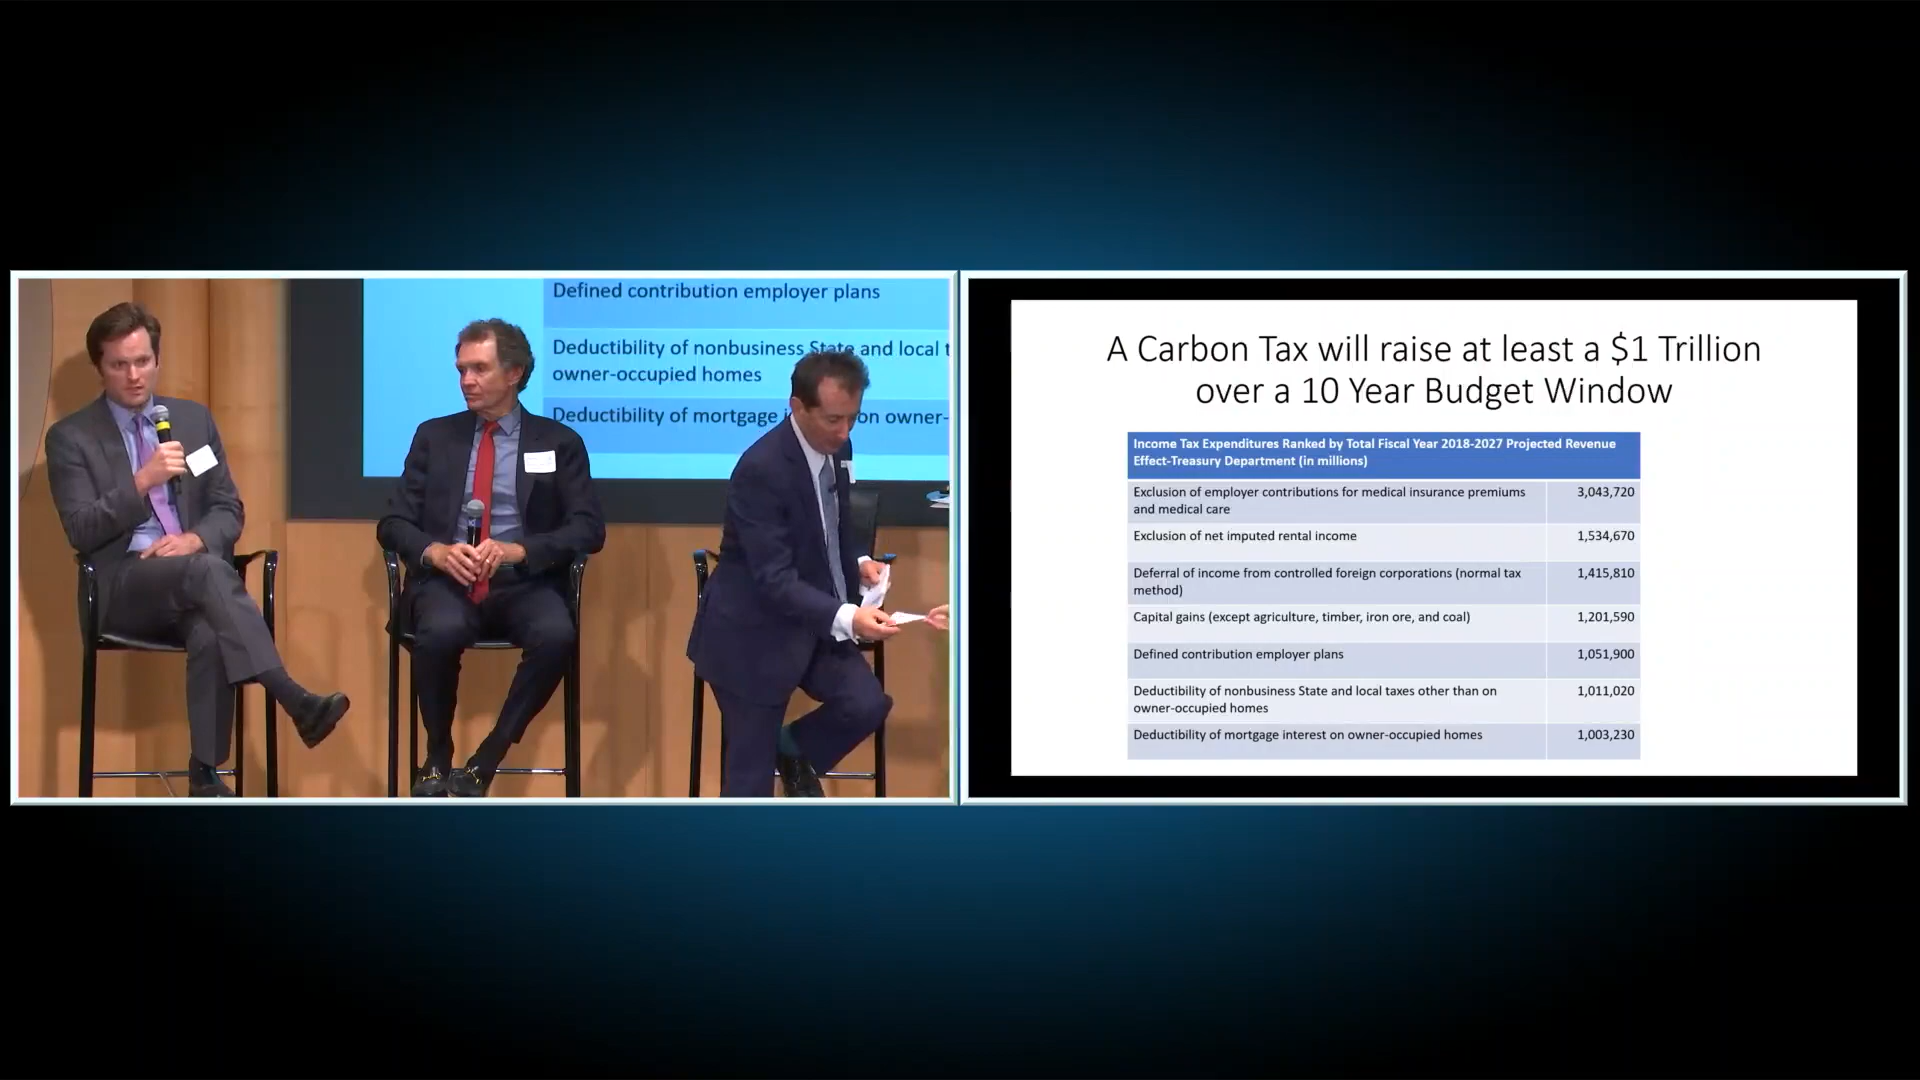 Defined contribution employer plans
Deductibility of nonbusiness State and local t
owner-occupied homes
Deductibility of mortgage i on owner-
A Carbon Tax will raise at least a $1 Trillion
over a 10 Year Budget Window
Income Tax Expenditures Ranked by Total Fiscal Year 2018-2027 Projected Revenue
Effect-Treasury Department (in millions)
Exclusion of employer contributions for medical insurance premiums
and medical care
3,043,720
Exclusion of net imputed rental income
1,534,670
Deferral of income from controlled foreign corporations (normal tax
method)
1,415,810
Capital gains (except agriculture, timber, iron ore, and coal)
1,201,590
Defined contribution employer plans
1,051,900
Deductibility of nonbusiness State and local taxes other than on
owner-occupied homes
1,011,020
Deductibility of mortgage interest on owner-occupied homes
1,003,230